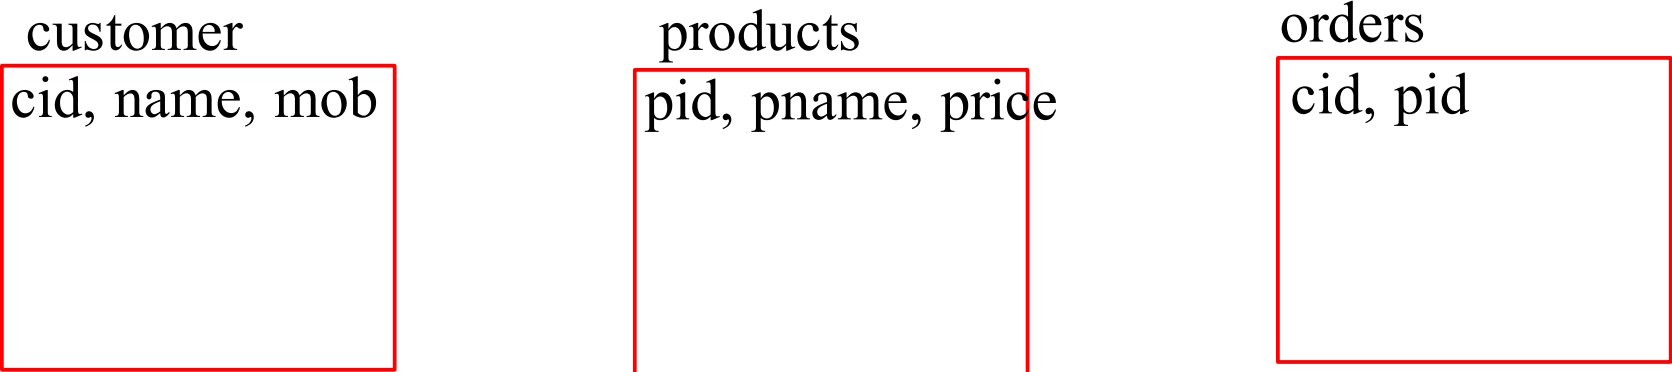 customer
cid, name, mob
products
pid, pname, price
orders
cid, pid